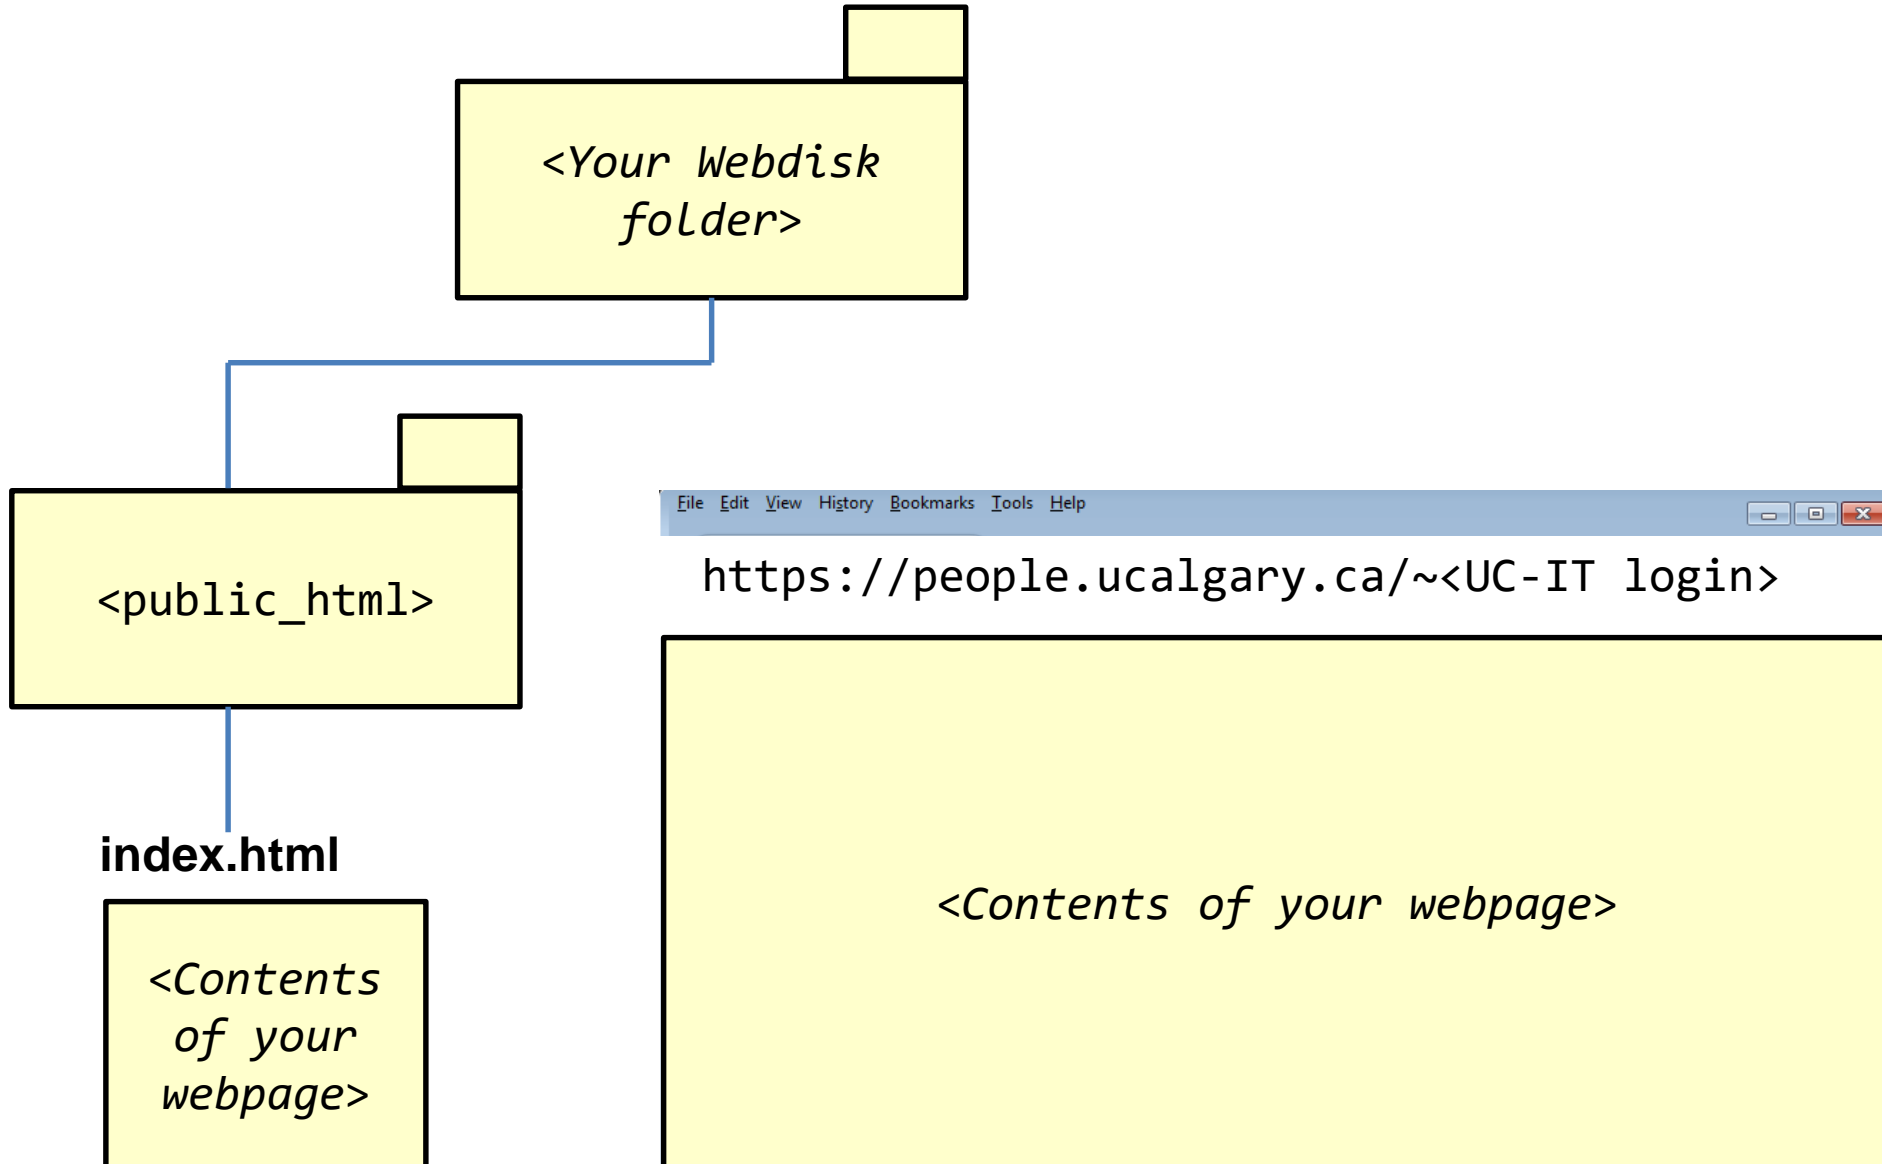 <Your Webdisk
folder>
<public_html>
File Edit View History Bookmarks Tools Help
https://people.ucalgary.ca/~<UC-IT login>
index.html
<Contents
of your
webpage>
<Contents of your webpage>